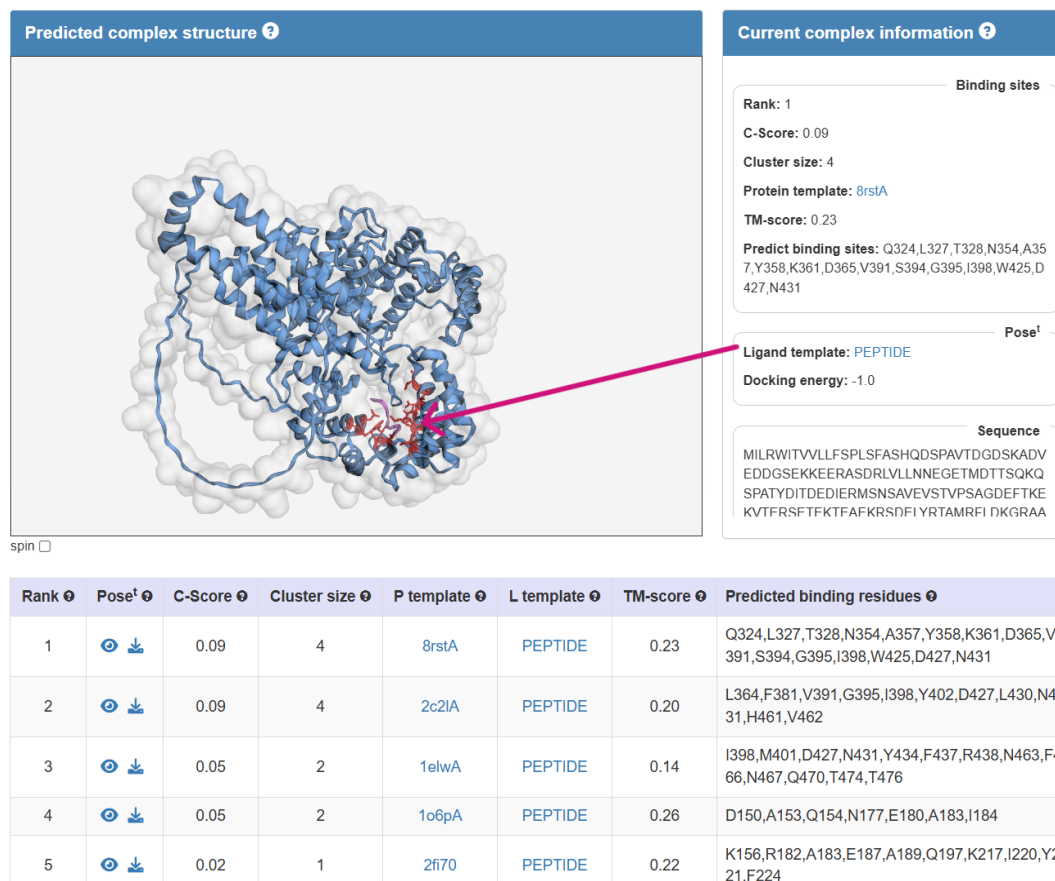 Predicted complex structure ?
Current complex information ?
Binding sites
Rank: 1
C-Score: 0.09
Cluster size: 4
Protein template: 8rstA
TM-score: 0.23
Predict binding sites: Q324,L327,T328,N354,A35
7,Y358,K361,D365,V391,S394,G395,I398,W425,D
427,N431
Pose^t
Ligand template: PEPTIDE
Docking energy: -1.0
Sequence
MILRWITVVLLFSPLSFASHQDSPAVTDGDSKADV
EDDGSEKKEERASDRLVLLNNEGETMDTTSQKQ
SPATYDITDEDIERMSNSAVEVSTVPSAGDEFTKE
spin
Rank ? Pose^t ? C-Score ? Cluster size ? P template ? L template ? TM-score ? Predicted binding residues ?
1 0.09 4 8rstA PEPTIDE 0.23 Q324,L327,T328,N354,A357,Y358,K361,D365,V
391,S394,G395,I398,W425,D427,N431
2 0.09 4 2c2lA PEPTIDE 0.20 L364,F381,V391,G395,I398,Y402,D427,L430,N4
31,H461,V462
3 0.05 2 1elwA PEPTIDE 0.14 I398,M401,D427,N431,Y434,F437,R438,N463,F4
66,N467,Q470,T474,T476
4 0.05 2 1o6pA PEPTIDE 0.26 D150,A153,Q154,N177,E180,A183,I184
5 0.02 1 2fi70 PEPTIDE 0.22 K156,R182,A183,E187,A189,Q197,K217,I220,Y2
21,F224